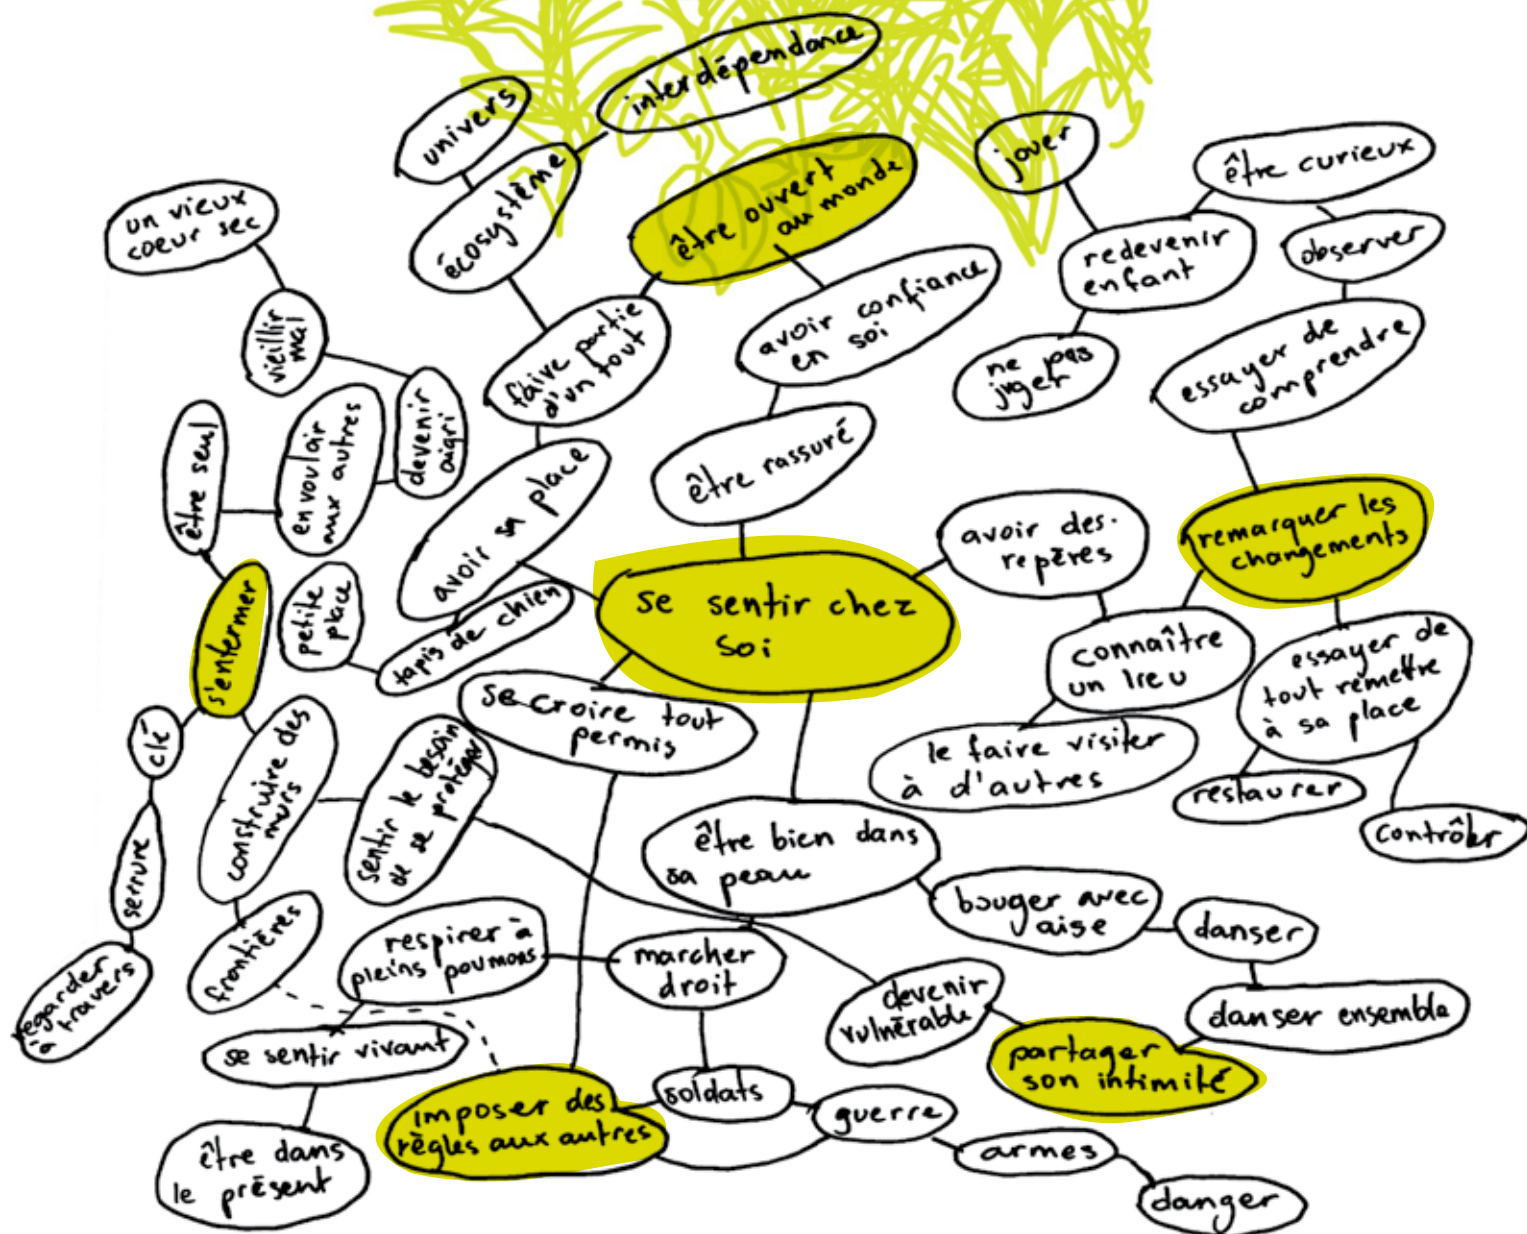 interdépendance
univers
écosystème
être ouvert
au monde
jouer
être curieux
un vieux
coeur sec
redevenir
enfant
observer
vieillir
mal
faire partie
d'un tout
avoir confiance
en soi
ne pas
juger
essayer de
comprendre
être seul
en vouloir
aux autres
devenir
aigri
être rassuré
avoir sa place
avoir des
repères
remarquer les
changements
s'enfermer
petite
place
tapis de chien
se sentir chez
soi
connaître
un lieu
essayer de
tout remettre
à sa place
se croire tout
permis
le faire visiter
à d'autres
clé
construire des
murs
sentir le besoin
de se protéger
restaurer
contrôler
serrure
être bien dans
sa peau
bouger avec
aise
danser
frontières
respirer à
pleins poumons
marcher
droit
regarder
à travers
devenir
vulnérable
danser ensemble
se sentir vivant
partager
son intimité
imposer des
règles aux autres
soldats
guerre
armes
être dans
le présent
danger